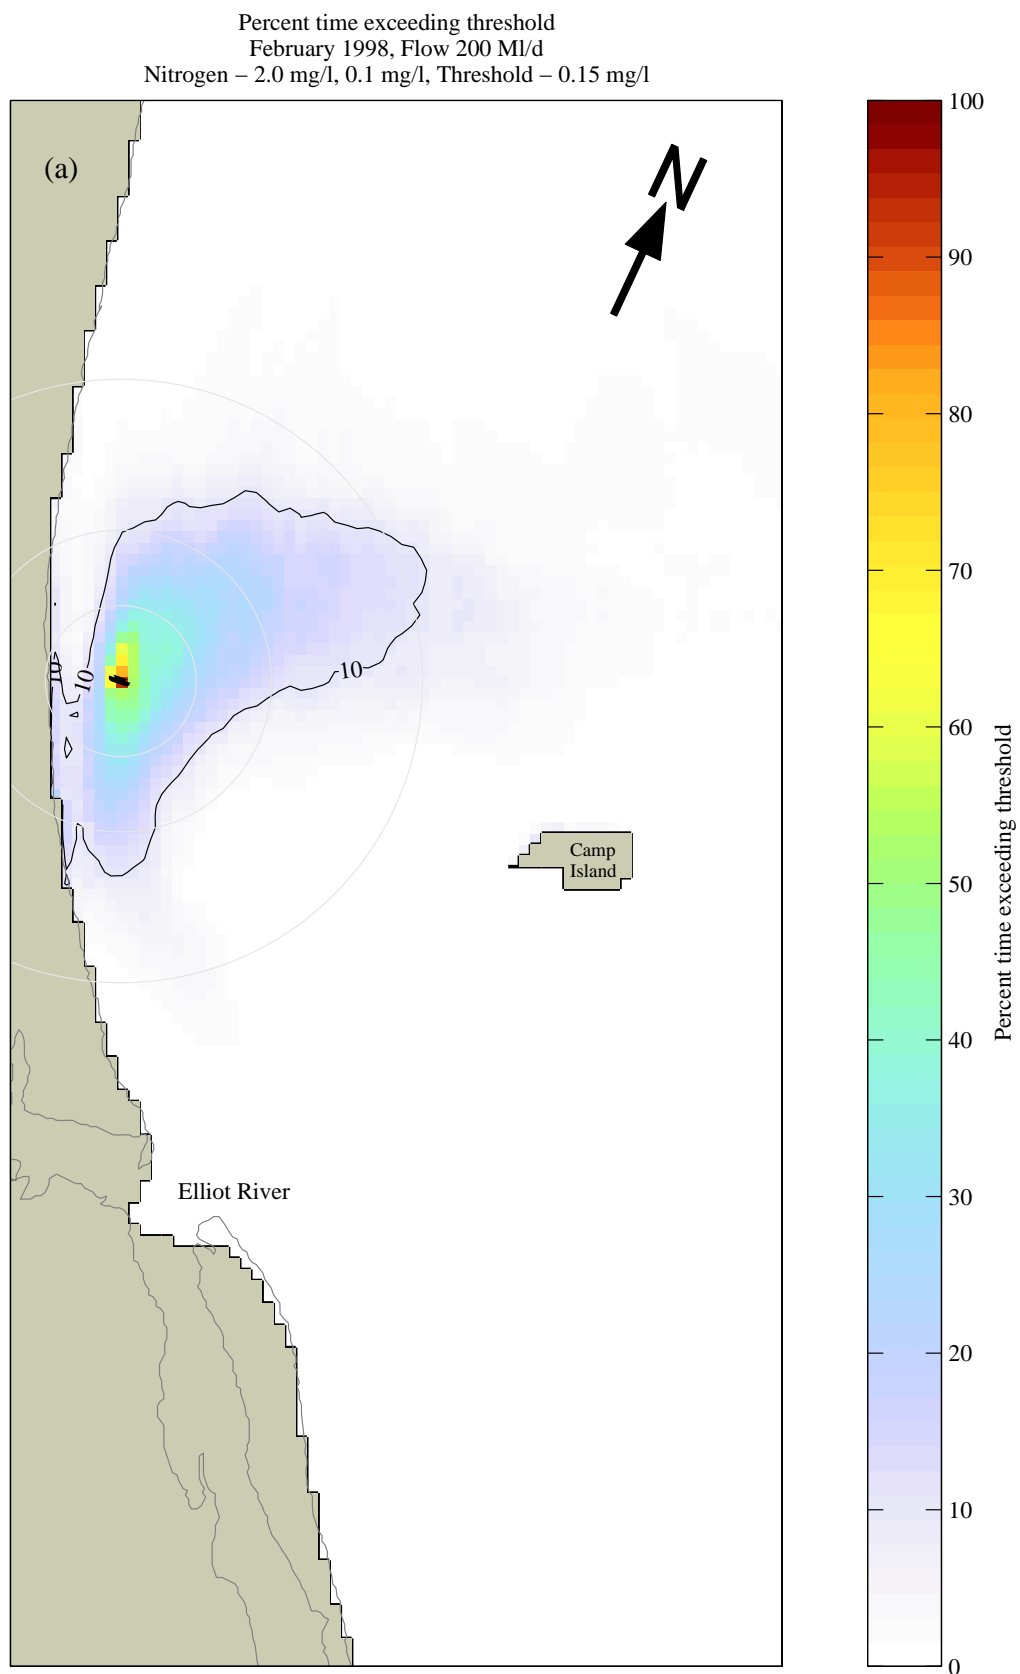 Percent time exceeding threshold
February 1998, Flow 200 Ml/d
Nitrogen – 2.0 mg/l, 0.1 mg/l, Threshold – 0.15 mg/l
(a)
N
100
90
80
70
60
50
40
30
20
10
0
Percent time exceeding threshold
10
10
10
Camp
Island
Elliot River